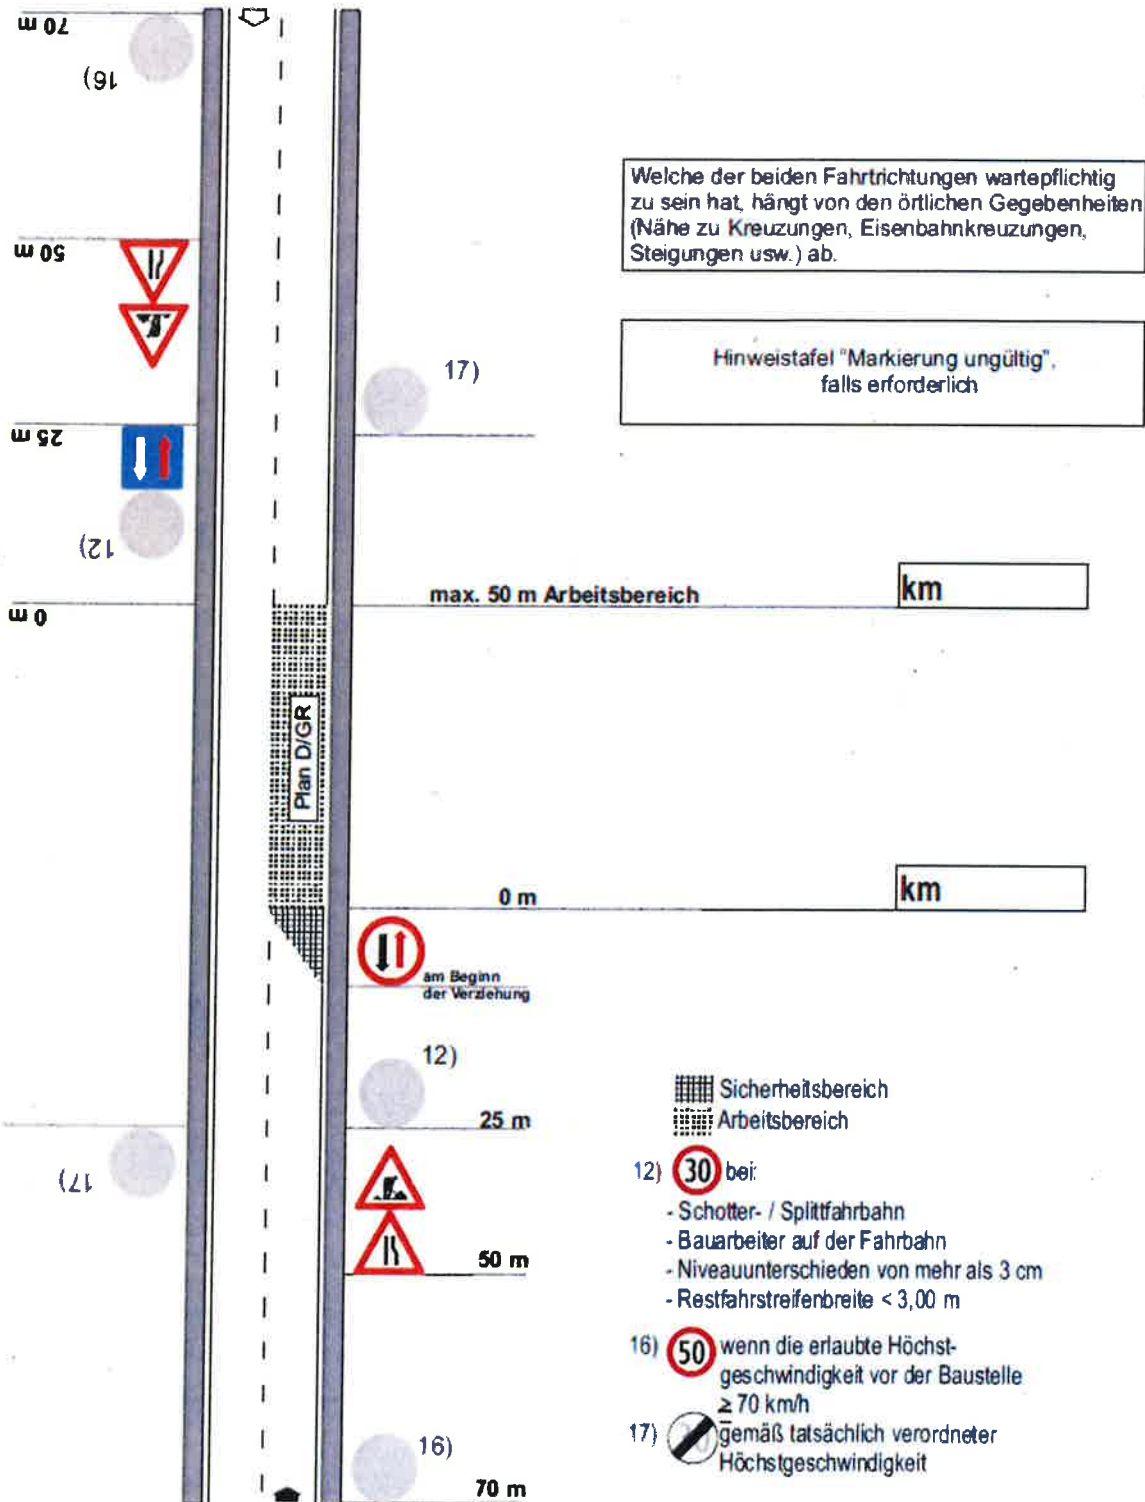 70 m
16)
Welche der beiden Fahrtrichtungen wartepflichtig
zu sein hat, hängt von den örtlichen Gegebenheiten
(Nähe zu Kreuzungen, Eisenbahnkreuzungen,
Steigungen usw.) ab.
50 m
Hinweistafel "Markierung ungültig",
falls erforderlich
17)
25 m
12)
max. 50 m Arbeitsbereich
km
0 m
Plan D/GR
0 m
km
am Beginn
der Verziehung
12)
25 m
17)
50 m
16)
70 m
Sicherheitsbereich
Arbeitsbereich
12) 30 bei:
- Schotter- / Splittfahrbahn
- Bauarbeiter auf der Fahrbahn
- Niveauunterschieden von mehr als 3 cm
- Restfahrstreifenbreite < 3,00 m
16) 50 wenn die erlaubte Höchst-
geschwindigkeit vor der Baustelle
≥ 70 km/h
17) gemäß tatsächlich verordneter
Höchstgeschwindigkeit